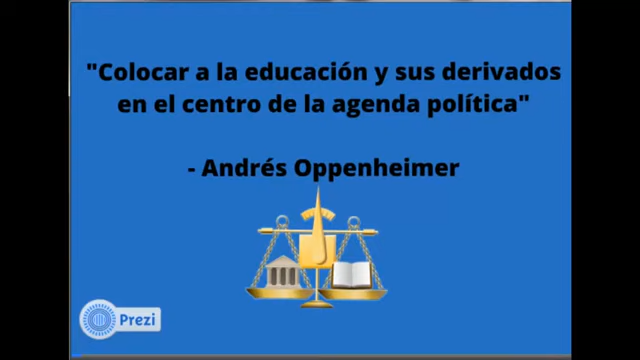 "Colocar a la educación y sus derivados
en el centro de la agenda política"
- Andrés Oppenheimer
Prezi